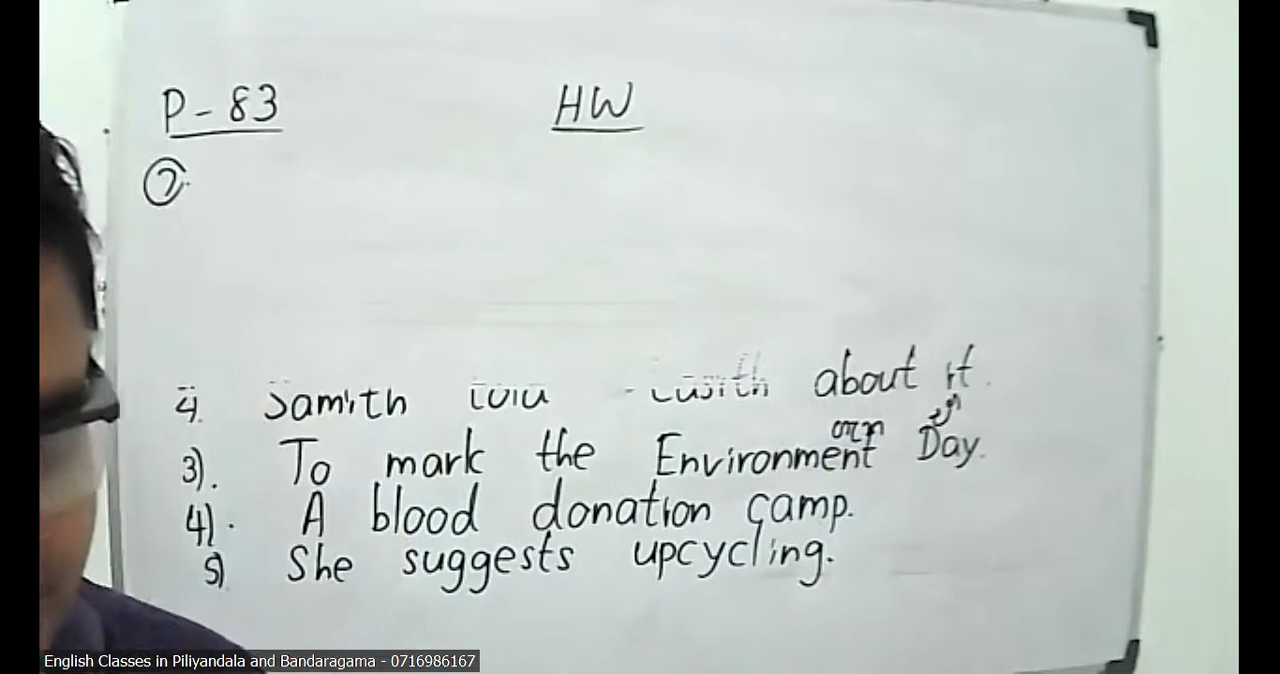 P - 83
HW
7
Samith about it.
3). To mark the Environment Day.
4). A blood donation camp.
5) She suggests upcycling.
English Classes in Piliyandala and Bandaragama - 0716986167